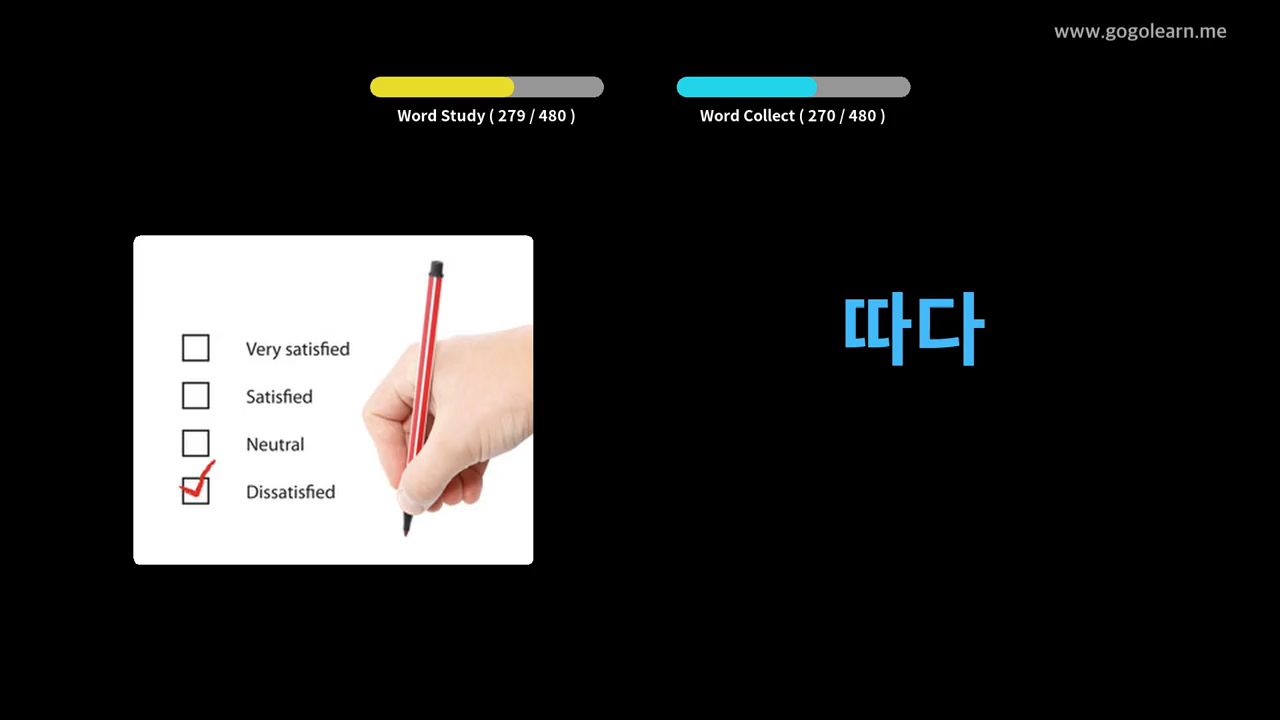 www.gogolearn.me
Word Study ( 279 / 480 )
Word Collect ( 270 / 480 )
Very satisfied
Satisfied
Neutral
Dissatisfied
따다